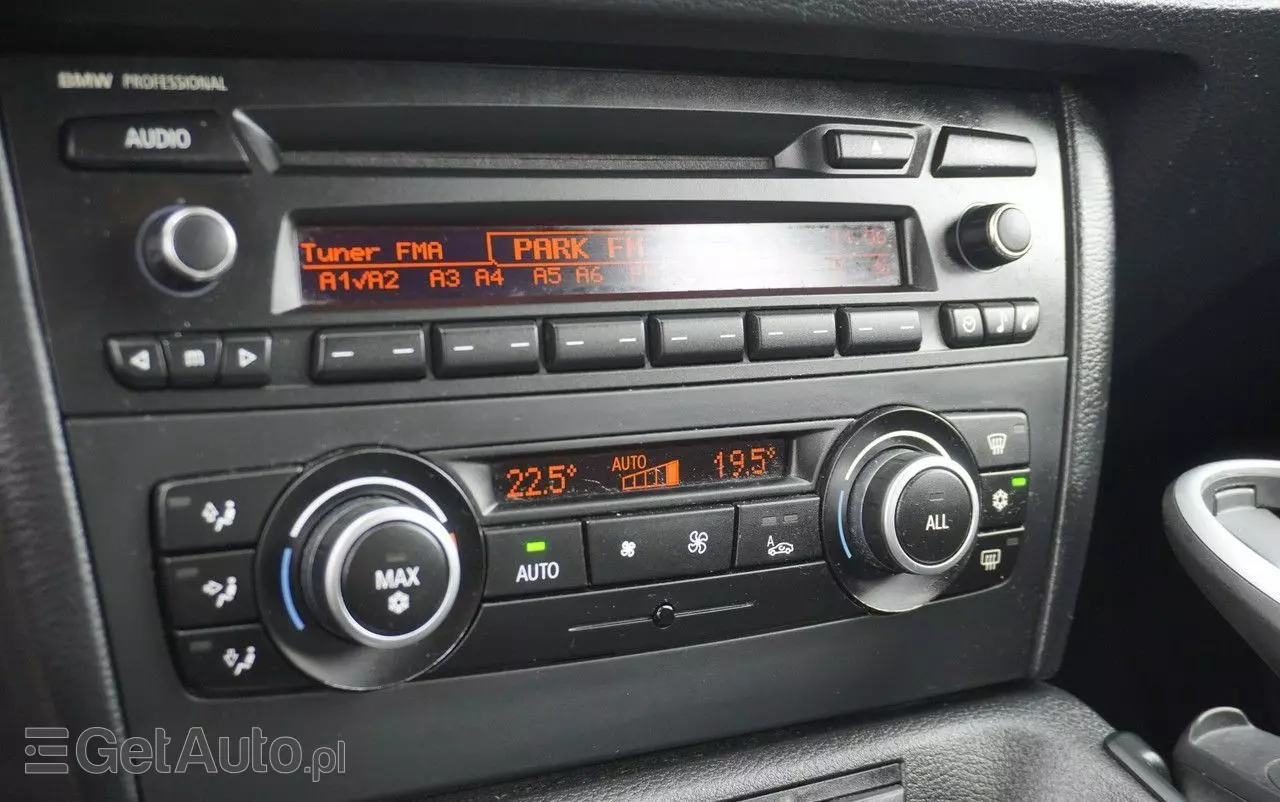 BMW PROFESSIONAL
AUDIO
Tuner FMA PARK FM
A1√A2 A3 A4 A5 A6
22.5° AUTO 19.5°
MAX
AUTO
A
ALL
GetAuto.pl